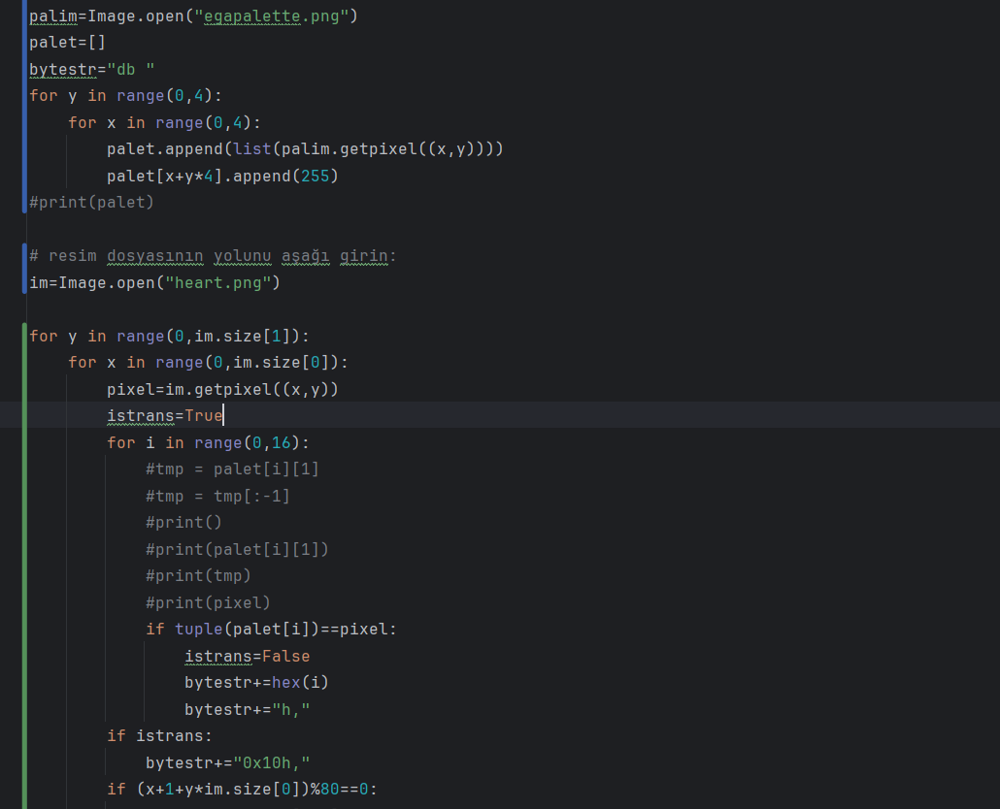 palim=Image.open("egapalette.png")
palet=[]
bytestr="db "
for y in range(0,4):
    for x in range(0,4):
        palet.append(list(palim.getpixel((x,y))))
        palet[x+y*4].append(255)
#print(palet)
# resim dosyasının yolunu aşağı girin:
im=Image.open("heart.png")
for y in range(0,im.size[1]):
    for x in range(0,im.size[0]):
        pixel=im.getpixel((x,y))
        istrans=True
        for i in range(0,16):
            #tmp = palet[i][1]
            #tmp = tmp[:-1]
            #print()
            #print(palet[i][1])
            #print(tmp)
            #print(pixel)
            if tuple(palet[i])==pixel:
                istrans=False
                bytestr+=hex(i)
                bytestr+="h,"
        if istrans:
            bytestr+="0x10h,"
        if (x+1+y*im.size[0])%80==0: